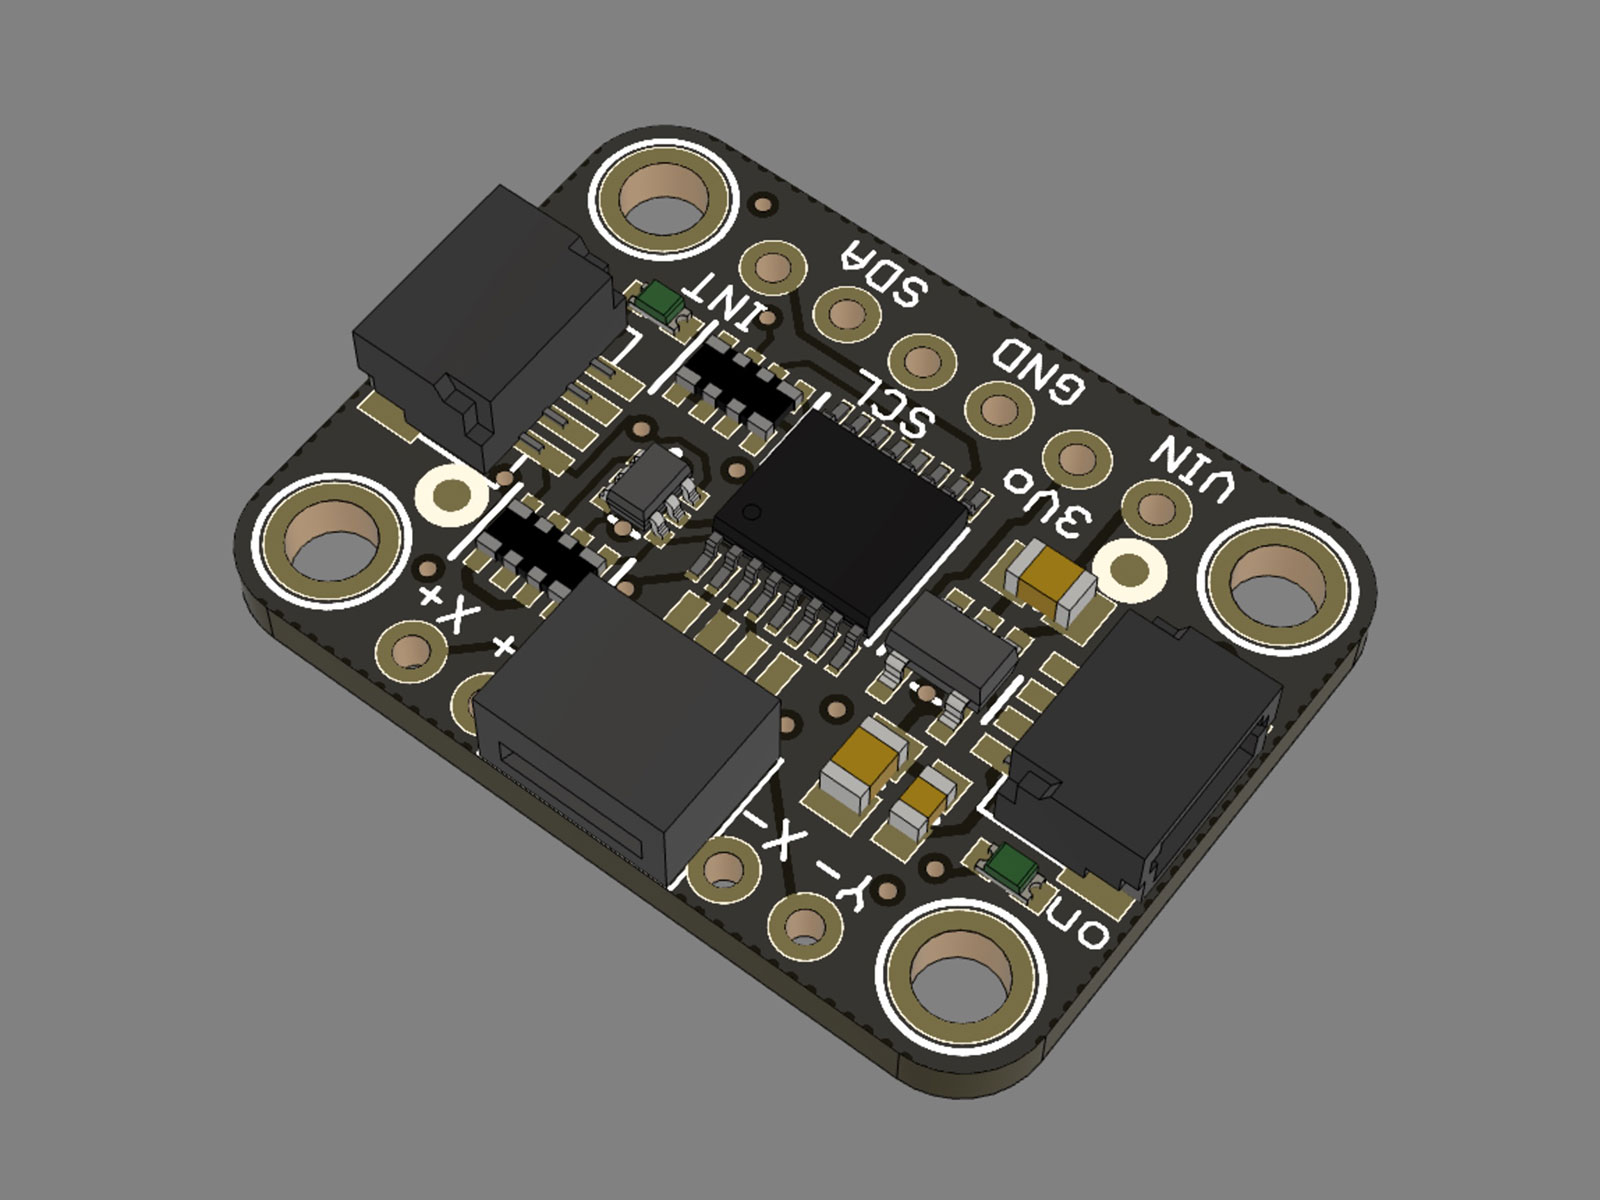 VIN
3Vo
GND
SCL
SDA
INT
L
X+
+
X-
Y-
on